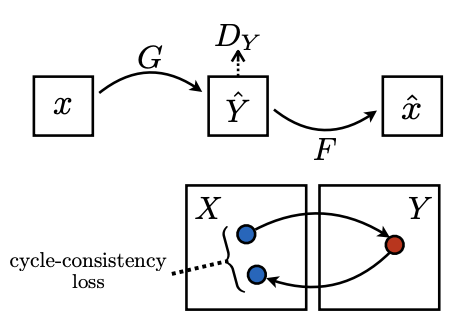 G
D_Y
x
Ŷ
x̂
F
X
Y
cycle-consistency
loss